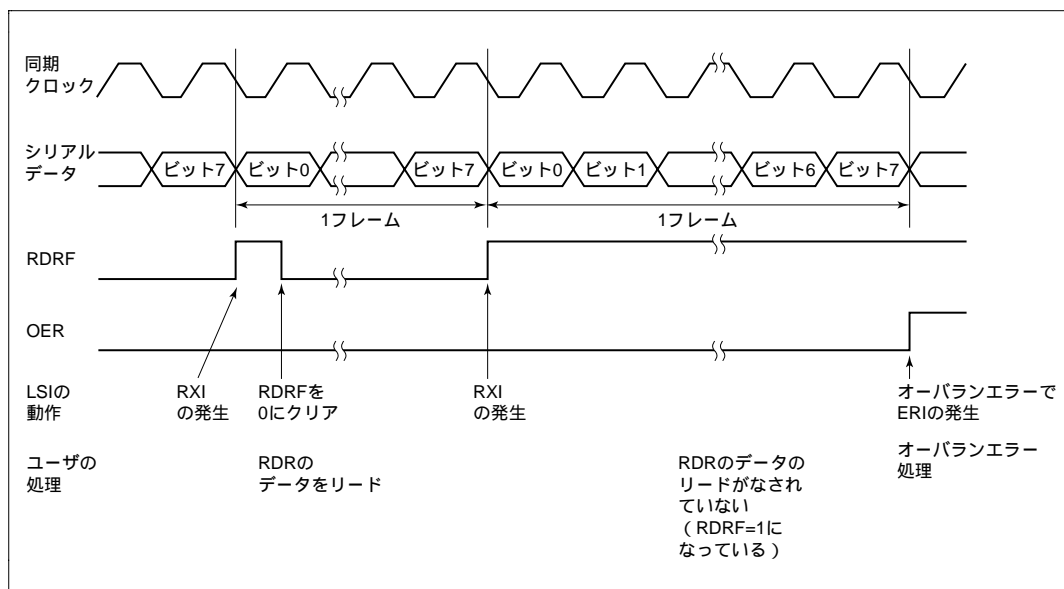 同期
クロック
シリアル
データ
ビット7 ビット0 ビット7 ビット0 ビット1 ビット6 ビット7
1フレーム 1フレーム
RDRF
OER
LSIの
動作
RXI
の発生
RDRFを
0にクリア
RXI
の発生
オーバランエラーで
ERIの発生
ユーザの
処理
RDRの
データをリード
RDRのデータの
リードがなされ
ていない
(RDRF=1に
なっている)
オーバランエラー
処理